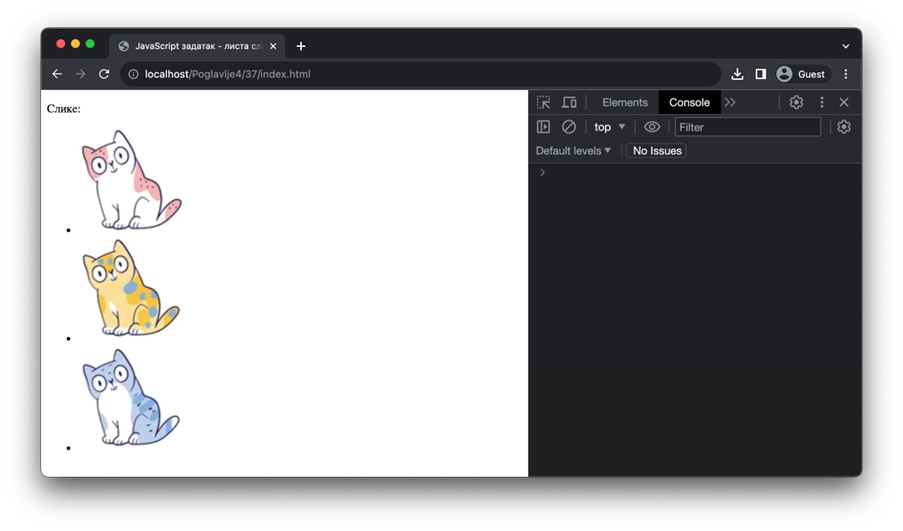 JavaScript задатак - листа сл
localhost/Poglavlje4/37/index.html
Guest
Слике:
Elements
Console
top
Filter
Default levels
No Issues